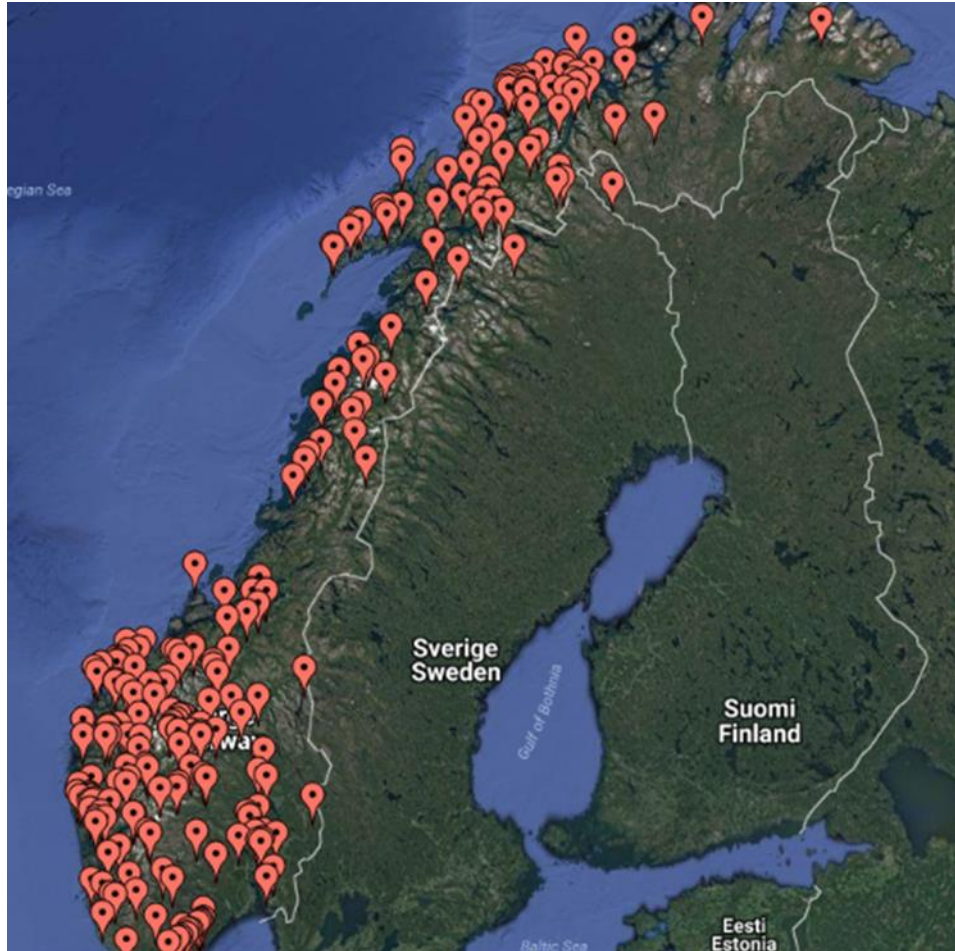 egian Sea
Sverige
Sweden
Gulf of Bothnia
Suomi
Finland
Eesti
Estonia
Baltic Sea